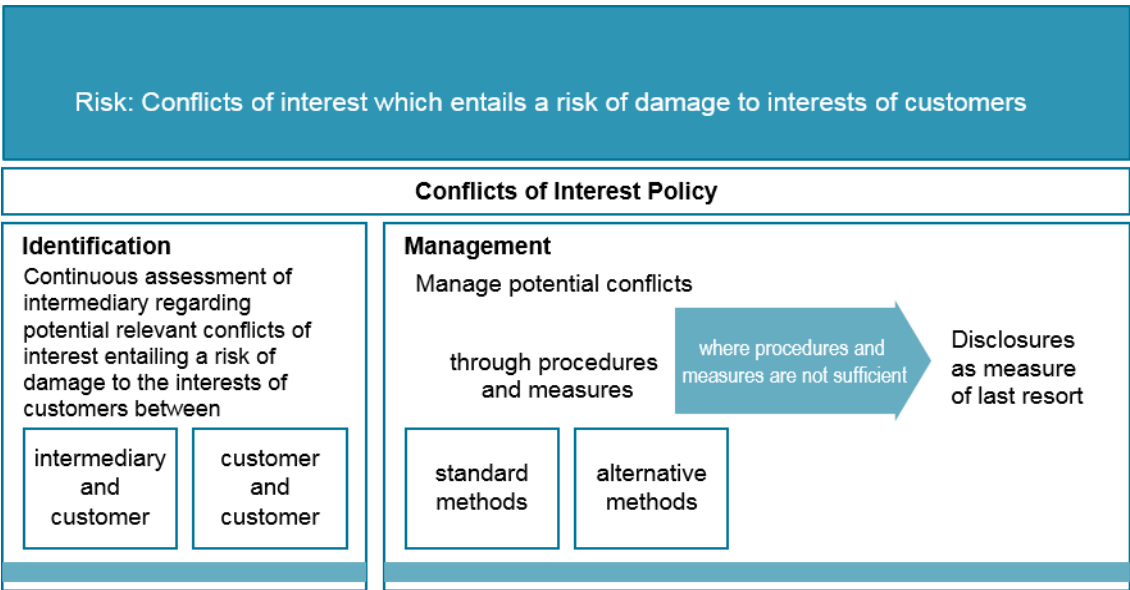 Risk: Conflicts of interest which entails a risk of damage to interests of customers
Conflicts of Interest Policy
Identification
Continuous assessment of
intermediary regarding
potential relevant conflicts of
interest entailing a risk of
damage to the interests of
customers between
intermediary
and
customer
customer
and
customer
Management
Manage potential conflicts
through procedures
and measures
where procedures and
measures are not sufficient
Disclosures
as measure
of last resort
standard
methods
alternative
methods